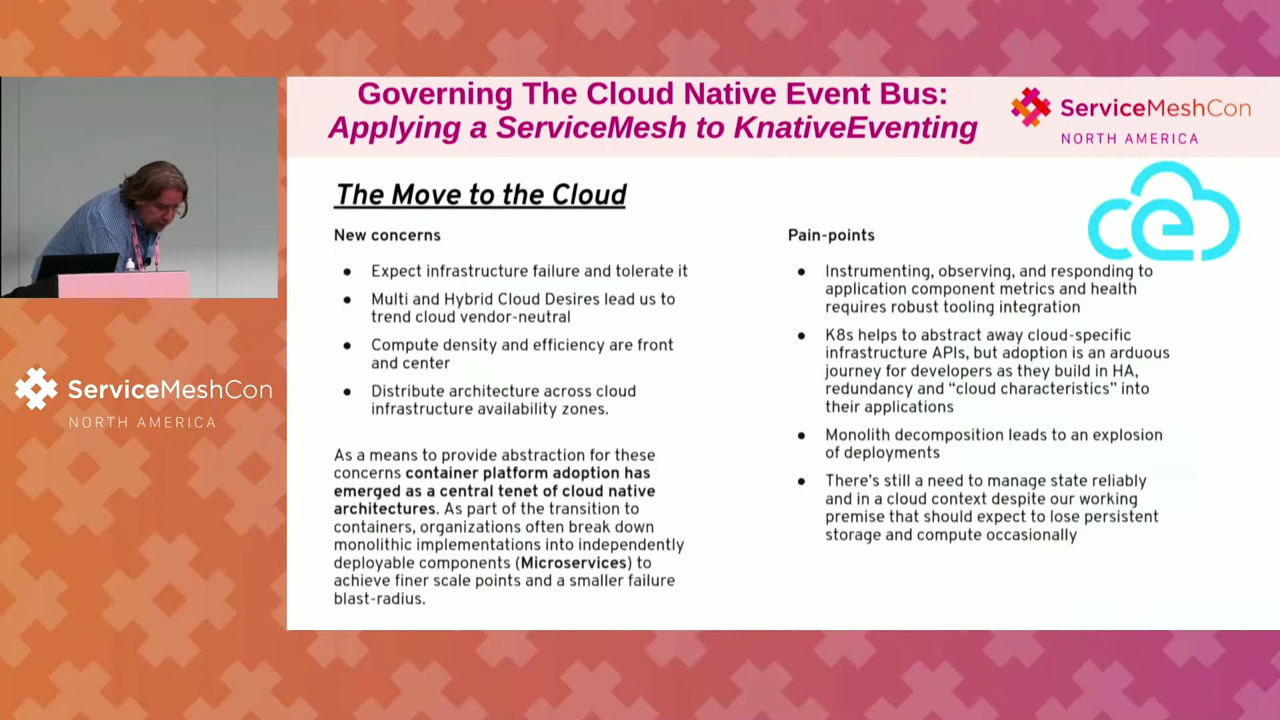 Governing The Cloud Native Event Bus:
Applying a ServiceMesh to KnativeEventing
ServiceMeshCon
NORTH AMERICA
The Move to the Cloud
New concerns
● Expect infrastructure failure and tolerate it
● Multi and Hybrid Cloud Desires lead us to
trend cloud vendor-neutral
● Compute density and efficiency are front
and center
● Distribute architecture across cloud
infrastructure availability zones.
As a means to provide abstraction for these
concerns container platform adoption has
emerged as a central tenet of cloud native
architectures. As part of the transition to
containers, organizations often break down
monolithic implementations into independently
deployable components (Microservices) to
achieve finer scale points and a smaller failure
blast-radius.
Pain-points
● Instrumenting, observing, and responding to
application component metrics and health
requires robust tooling integration
● K8s helps to abstract away cloud-specific
infrastructure APIs, but adoption is an arduous
journey for developers as they build in HA,
redundancy and “cloud characteristics” into
their applications
● Monolith decomposition leads to an explosion
of deployments
● There’s still a need to manage state reliably
and in a cloud context despite our working
premise that should expect to lose persistent
storage and compute occasionally
ServiceMeshCon
NORTH AMERICA